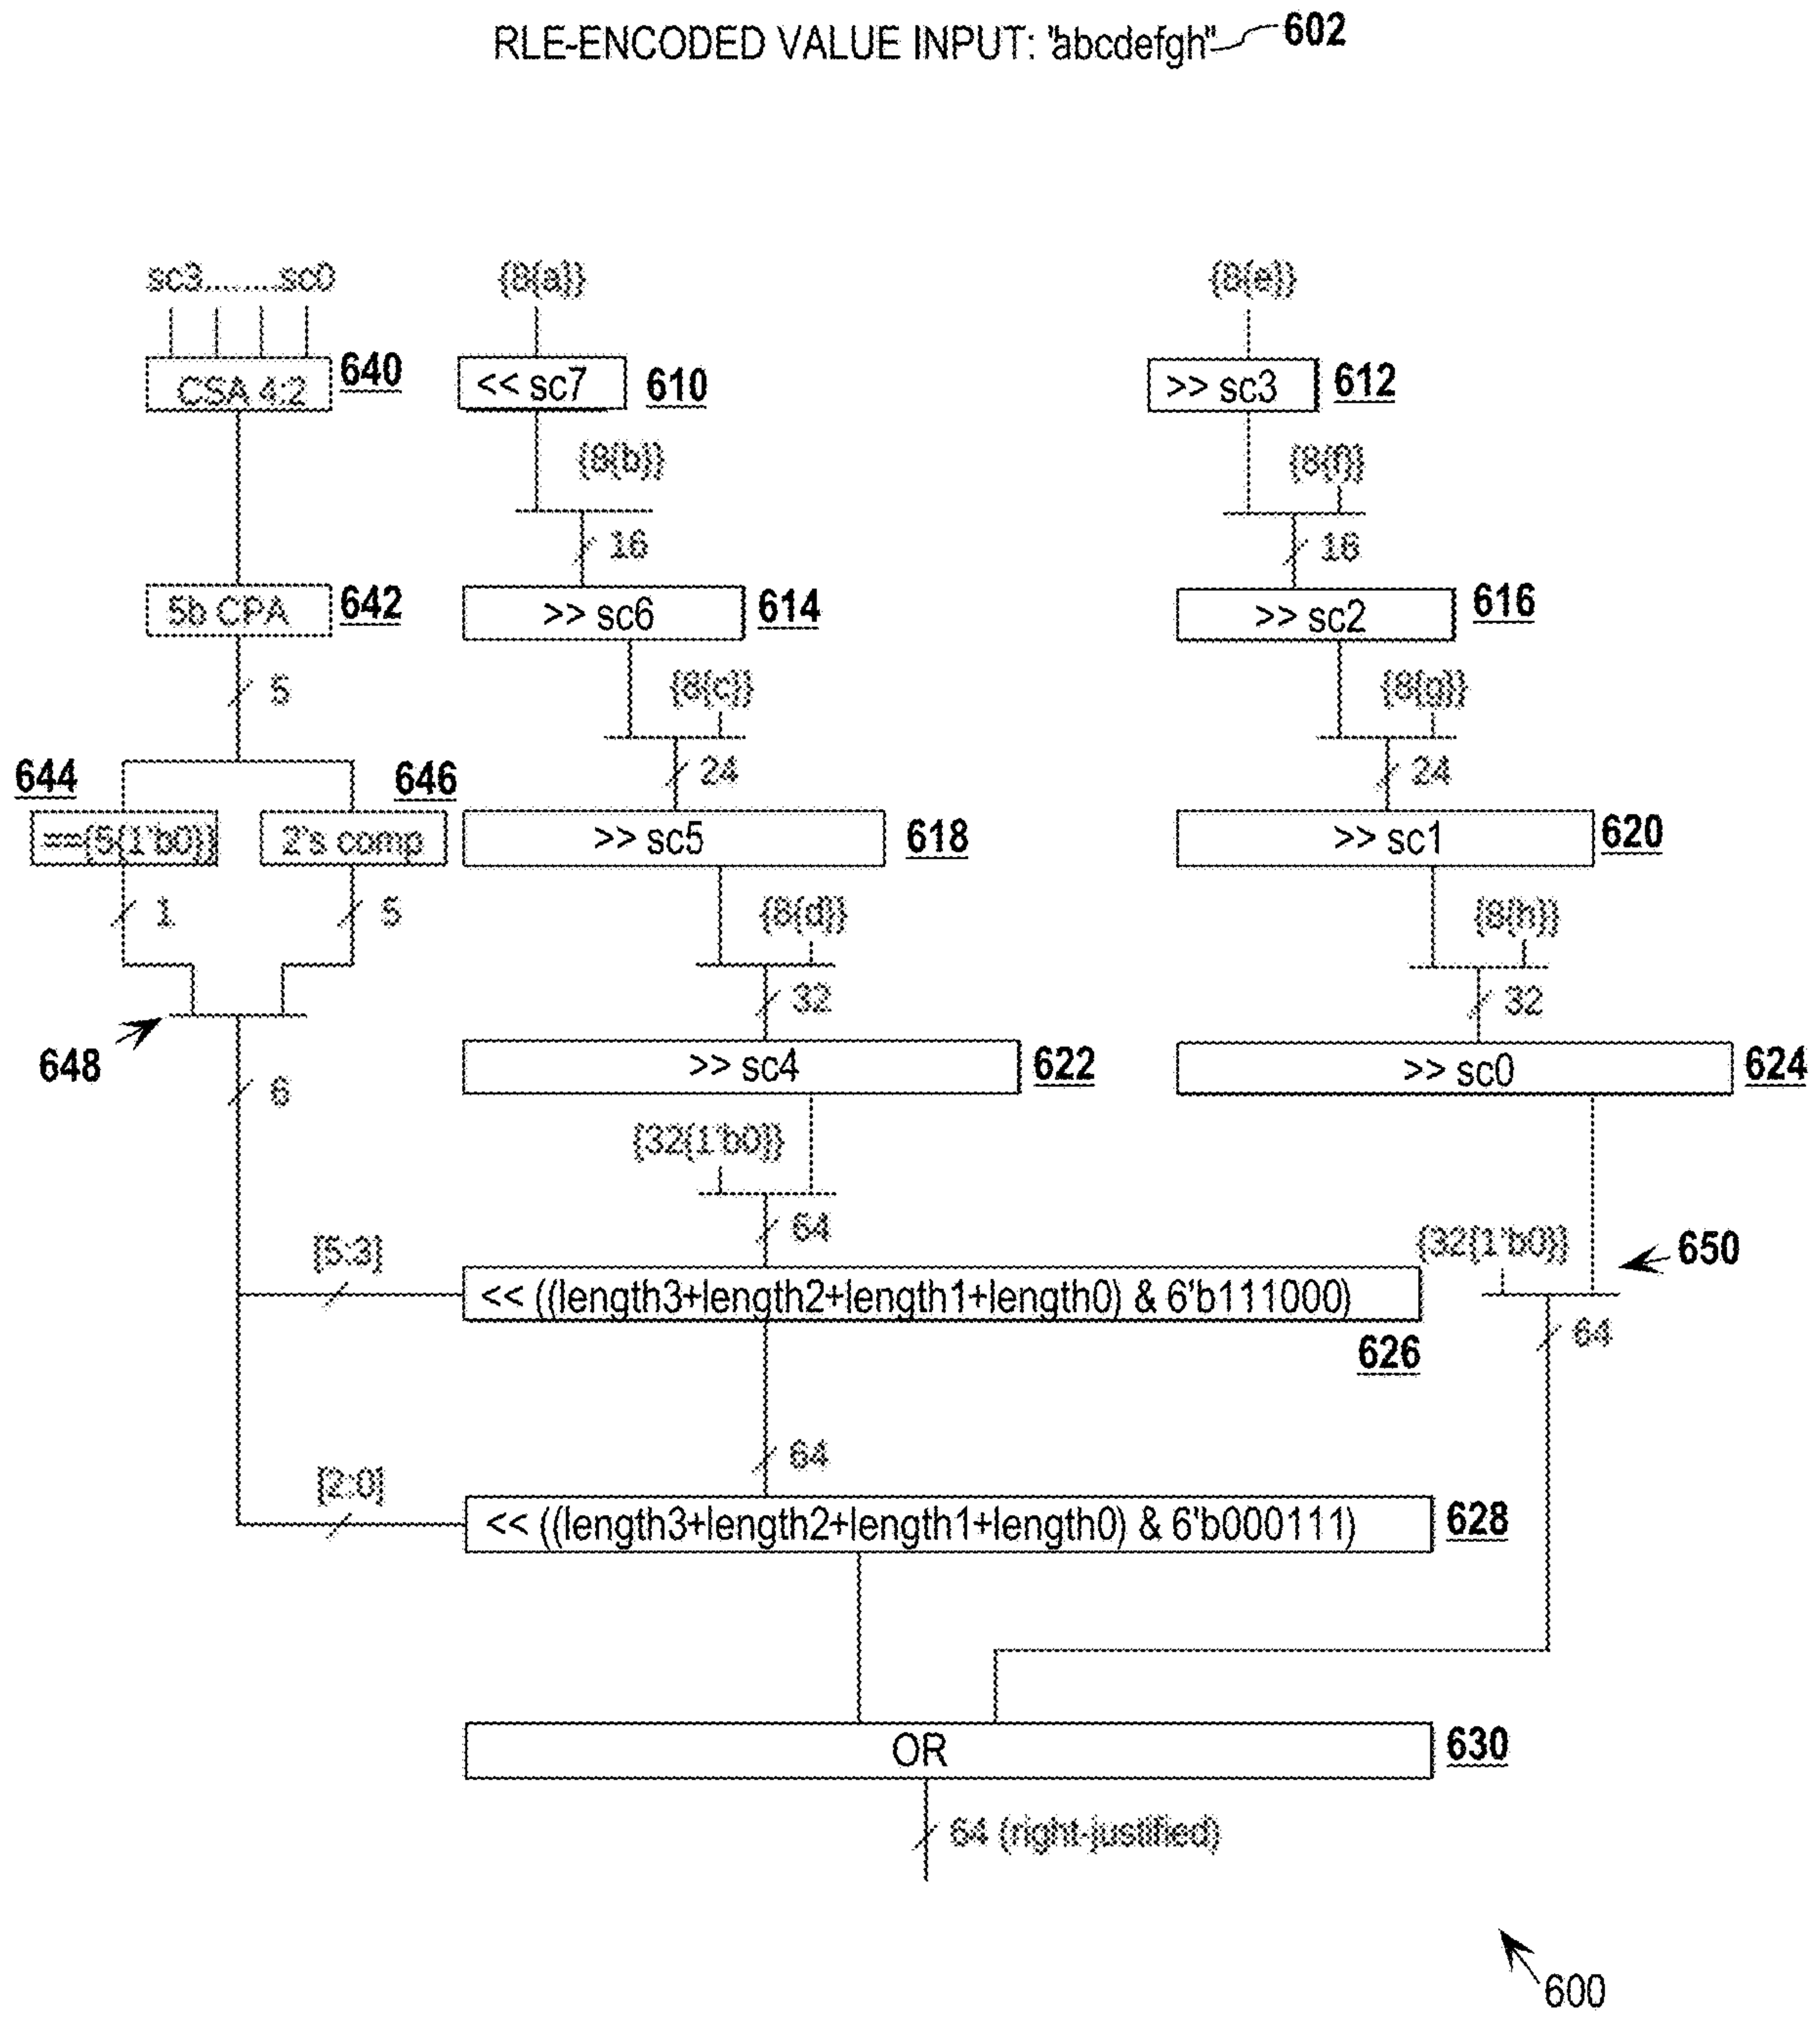 RLE-ENCODED VALUE INPUT: "abcdefgh" 602
sc3........sc0 {8{a}} {8{e}}
CSA 4:2 640 << sc7 610 >> sc3 612
{8{b}} {8{f}}
16 16
5b CPA 642 >> sc6 614 >> sc2 616
5 {8{c}} {8{g}}
644 646 24 24
=={5{1'b0}} 2's comp >> sc5 618 >> sc1 620
1 5 {8{d}} {8{h}}
32 32
648 6 >> sc4 622 >> sc0 624
{32{1'b0}}
64
[5:3] {32{1'b0}} 650
<< ((length3+length2+length1+length0) & 6'b111000)
626 64
64
[2:0]
<< ((length3+length2+length1+length0) & 6'b000111) 628
OR 630
64 (right-justified)
600